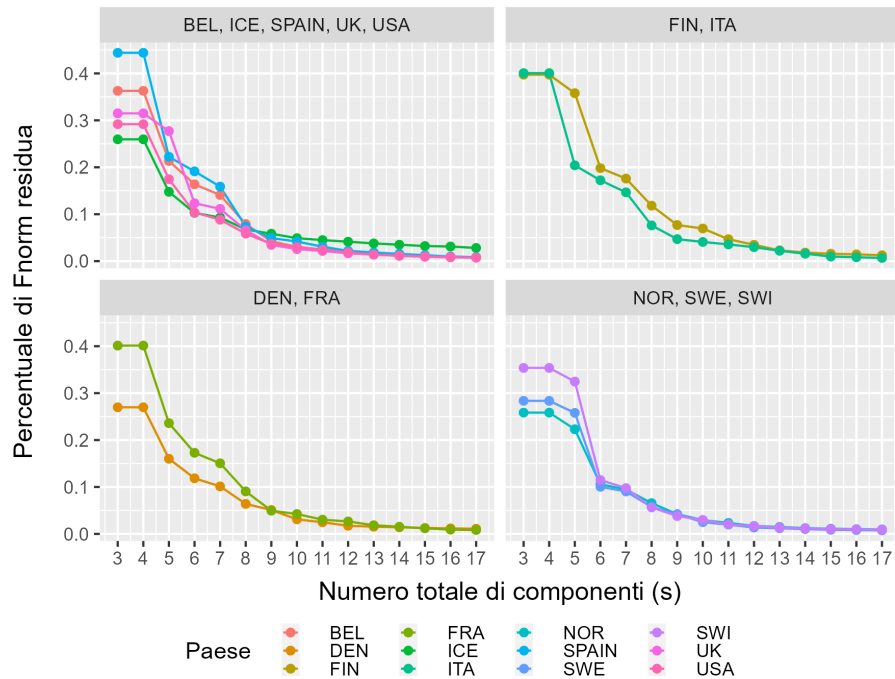 BEL, ICE, SPAIN, UK, USA
FIN, ITA
0.4
0.3
0.2
0.1
0.0
DEN, FRA
NOR, SWE, SWI
0.4
0.3
0.2
0.1
0.0
Percentuale di Fnorm residua
3 4 5 6 7 8 9 10 11 12 13 14 15 16 17
3 4 5 6 7 8 9 10 11 12 13 14 15 16 17
Numero totale di componenti (s)
Paese
BEL FRA NOR SWI
DEN ICE SPAIN UK
FIN ITA SWE USA